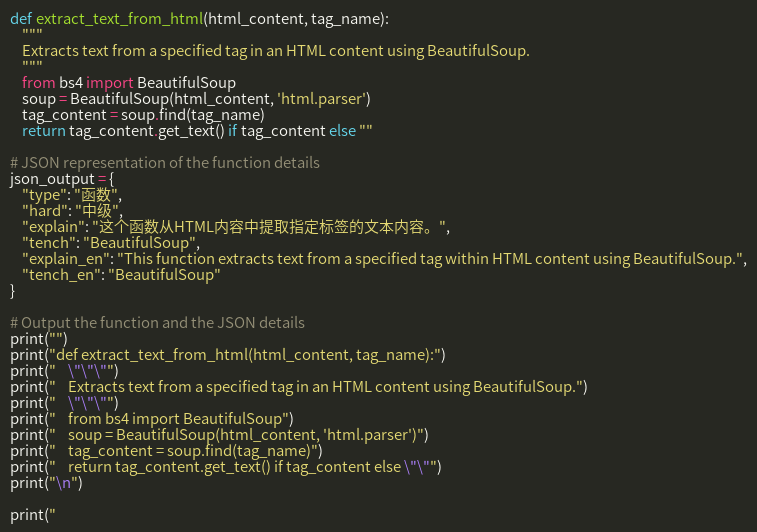 def extract_text_from_html(html_content, tag_name):
    """
    Extracts text from a specified tag in an HTML content using BeautifulSoup.
    """
    from bs4 import BeautifulSoup
    soup = BeautifulSoup(html_content, 'html.parser')
    tag_content = soup.find(tag_name)
    return tag_content.get_text() if tag_content else ""

# JSON representation of the function details
json_output = {
    "type": "函数",
    "hard": "中级",
    "explain": "这个函数从HTML内容中提取指定标签的文本内容。",
    "tench": "BeautifulSoup",
    "explain_en": "This function extracts text from a specified tag within HTML content using BeautifulSoup.",
    "tench_en": "BeautifulSoup"
}

# Output the function and the JSON details
print("")
print("def extract_text_from_html(html_content, tag_name):")
print("    \"\"\"")
print("    Extracts text from a specified tag in an HTML content using BeautifulSoup.")
print("    \"\"\"")
print("    from bs4 import BeautifulSoup")
print("    soup = BeautifulSoup(html_content, 'html.parser')")
print("    tag_content = soup.find(tag_name)")
print("    return tag_content.get_text() if tag_content else \"\"")
print("\n")

print("